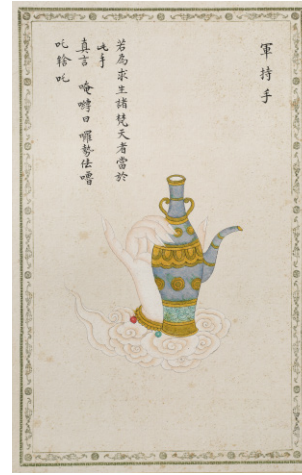 軍持手
若為求生諸梵天者當於
此手
真言 唵嚩日囉勢佉嚕
吒吒